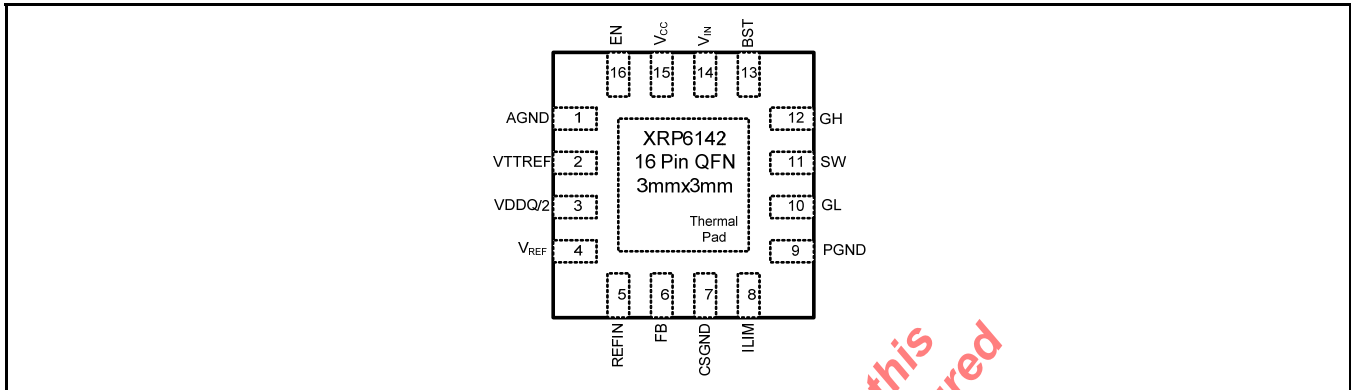 EN
VCC
VIN
BST
16
15
14
13
AGND 1
12 GH
VTTREF 2
11 SW
VDDQ/2 3
10 GL
VREF 4
9 PGND
XRP6142
16 Pin QFN
3mmx3mm
Thermal
Pad
5
6
7
8
REFIN
FB
CSGND
ILIM
this